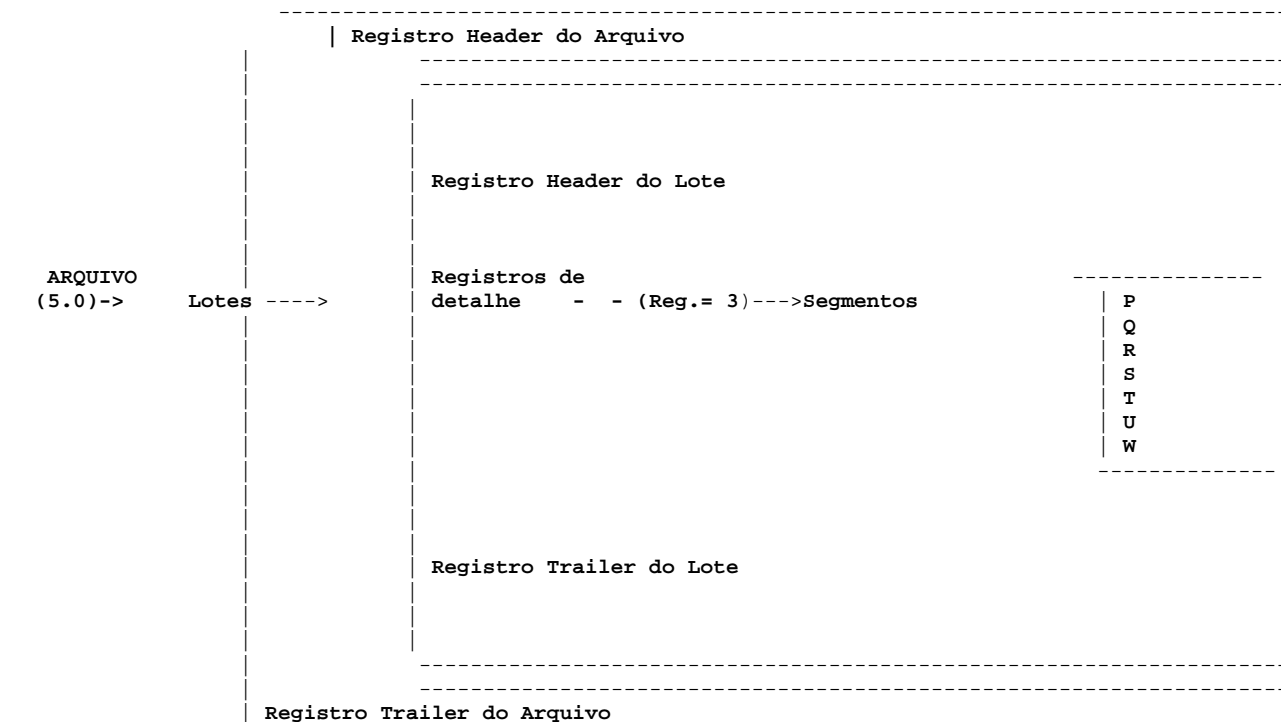 | Registro Header do Arquivo
Registro Header do Lote
ARQUIVO Registros de
(5.0)-> Lotes ----> detalhe - - (Reg.= 3)--->Segmentos P
Q
R
S
T
U
W
Registro Trailer do Lote
Registro Trailer do Arquivo